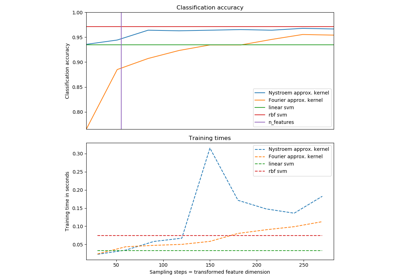 Classification accuracy
1.00
0.95
0.90
0.85
0.80
Classification accuracy
Nystroem approx. kernel
Fourier approx. kernel
linear svm
rbf svm
n_features
Training times
0.30
0.25
0.20
0.15
0.10
0.05
Training time in seconds
Nystroem approx. kernel
Fourier approx. kernel
linear svm
rbf svm
50 100 150 200 250
Sampling steps = transformed feature dimension